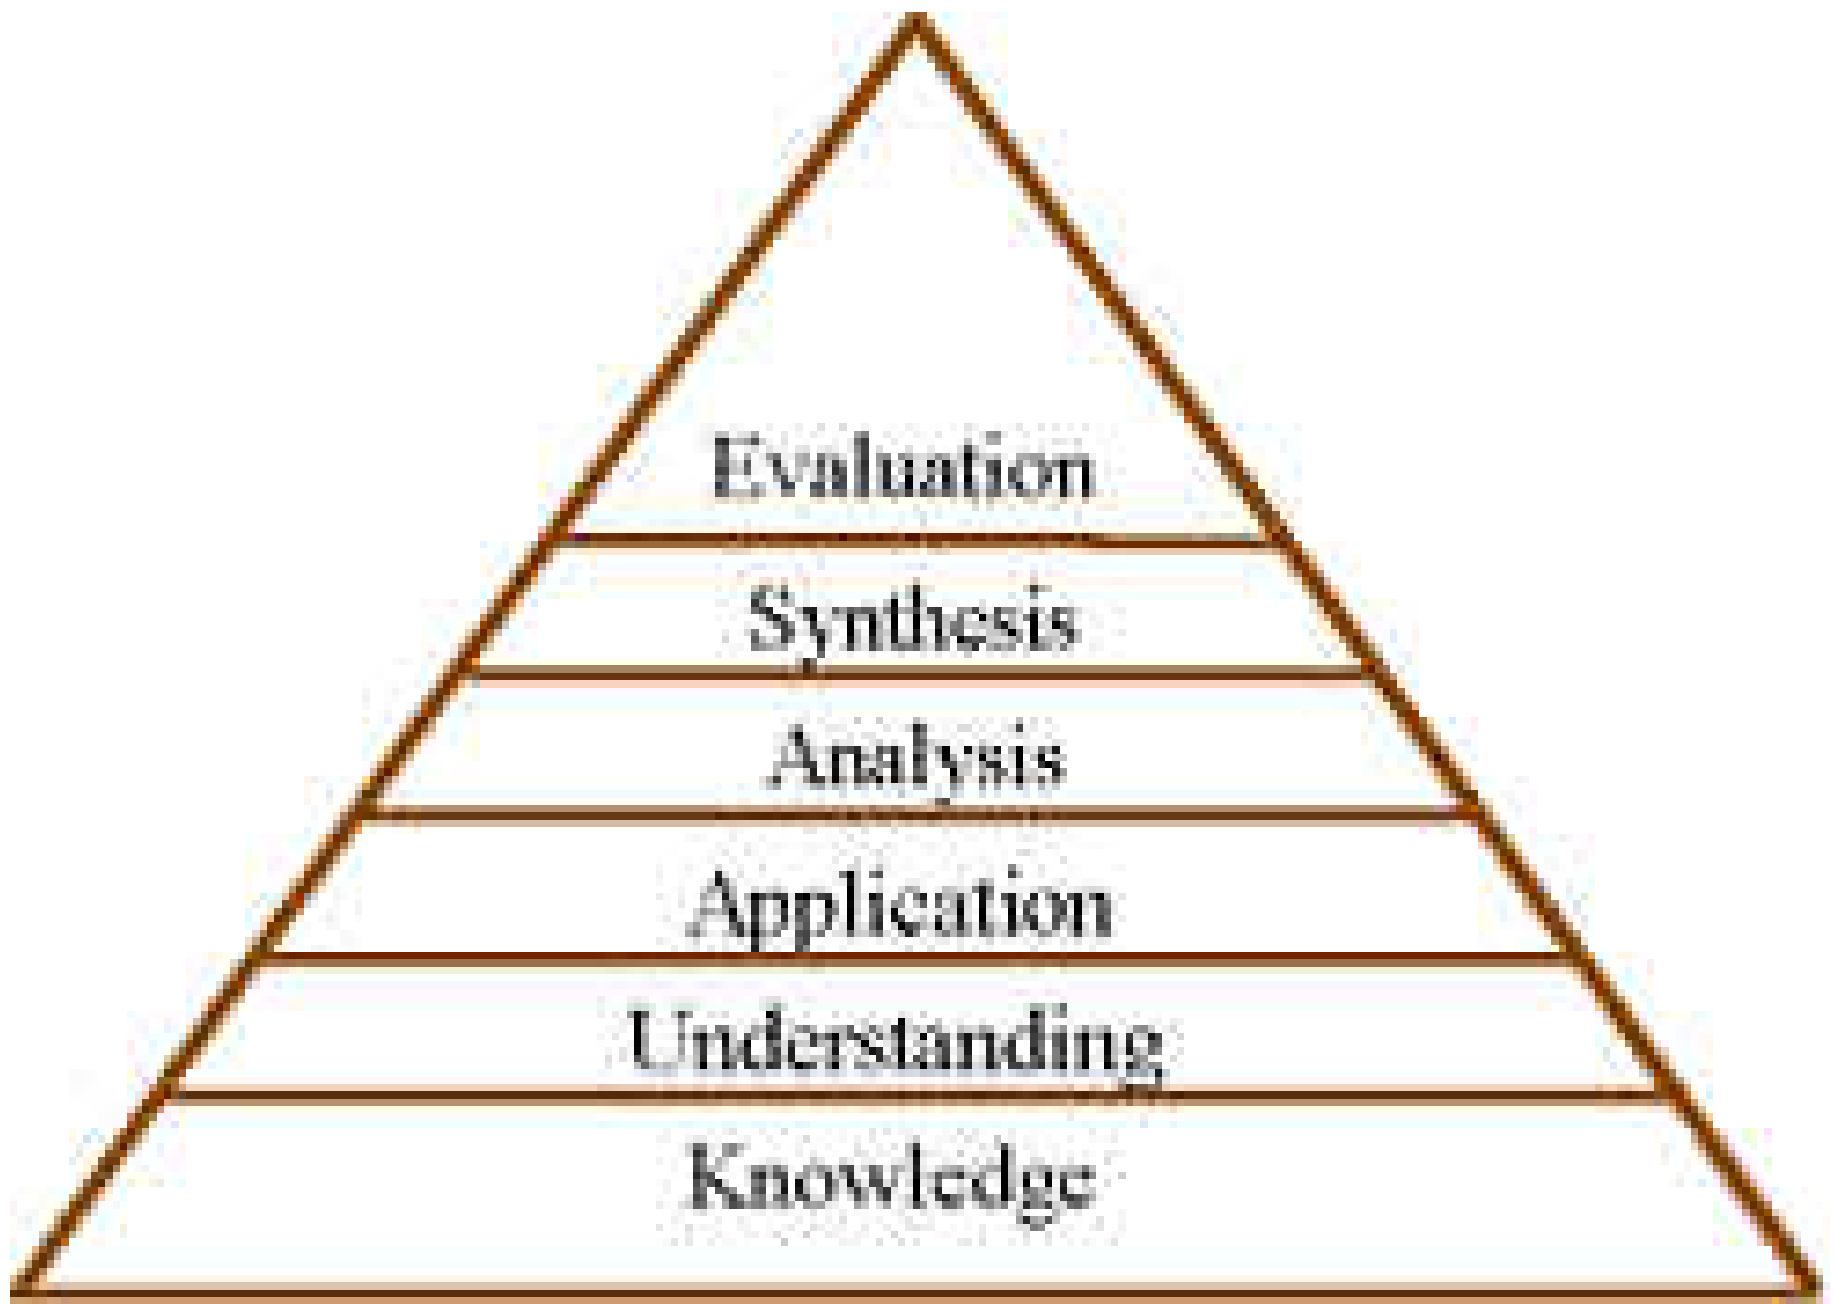 Evaluation
Synthesis
Analysis
Application
Understanding
Knowledge